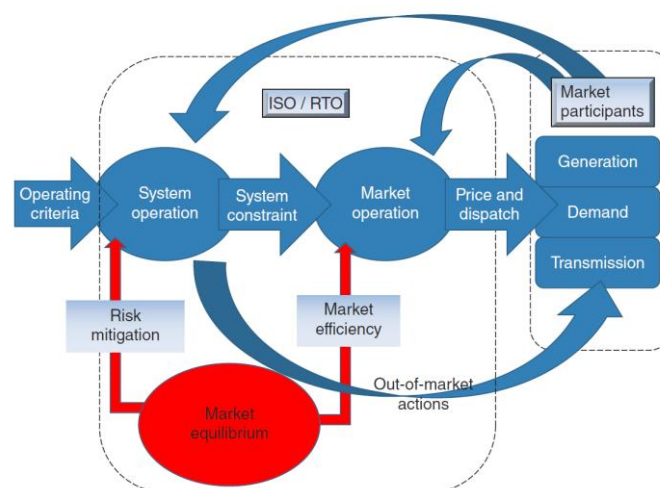 ISO / RTO
Market
participants
Operating
criteria
System
operation
System
constraint
Market
operation
Price and
dispatch
Generation
Demand
Transmission
Risk
mitigation
Market
efficiency
Market
equilibrium
Out-of-market
actions